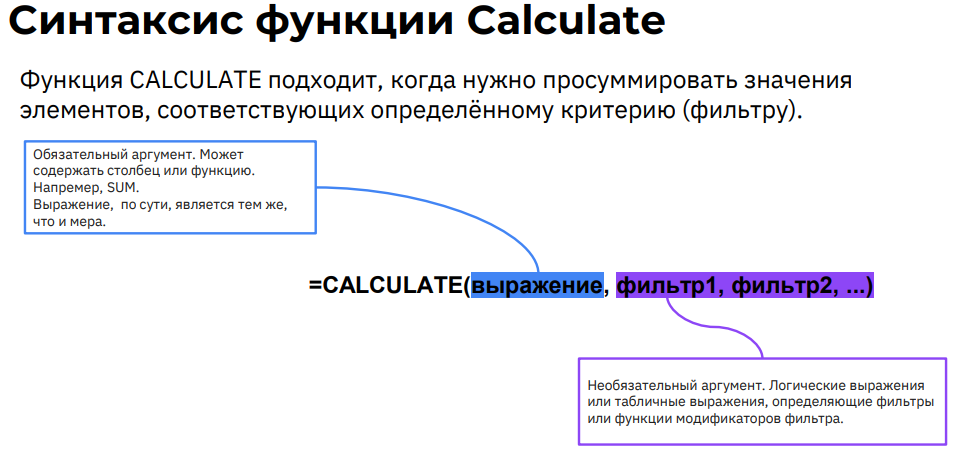 Синтаксис функции Calculate
Функция CALCULATE подходит, когда нужно просуммировать значения
элементов, соответствующих определённому критерию (фильтру).
Обязательный аргумент. Может
содержать столбец или функцию.
Напремер, SUM.
Выражение,  по сути, является тем же,
что и мера.
=CALCULATE(выражение, фильтр1, фильтр2, ...)
Необязательный аргумент. Логические выражения
или табличные выражения, определяющие фильтры
или функции модификаторов фильтра.